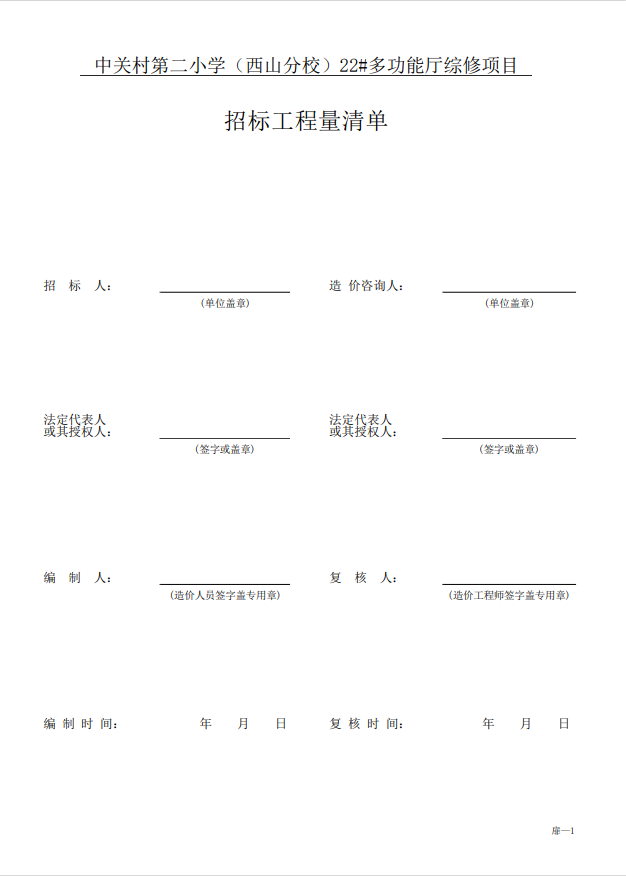 中关村第二小学（西山分校）22#多功能厅综修项目
招标工程量清单
招 标 人： 造 价咨询人：
(单位盖章) (单位盖章)
法定代表人 法定代表人
或其授权人： 或其授权人：
(签字或盖章) (签字或盖章)
编 制 人： 复 核 人：
(造价人员签字盖专用章) (造价工程师签字盖专用章)
编 制 时 间： 年 月 日 复 核 时 间： 年 月 日
扉—1